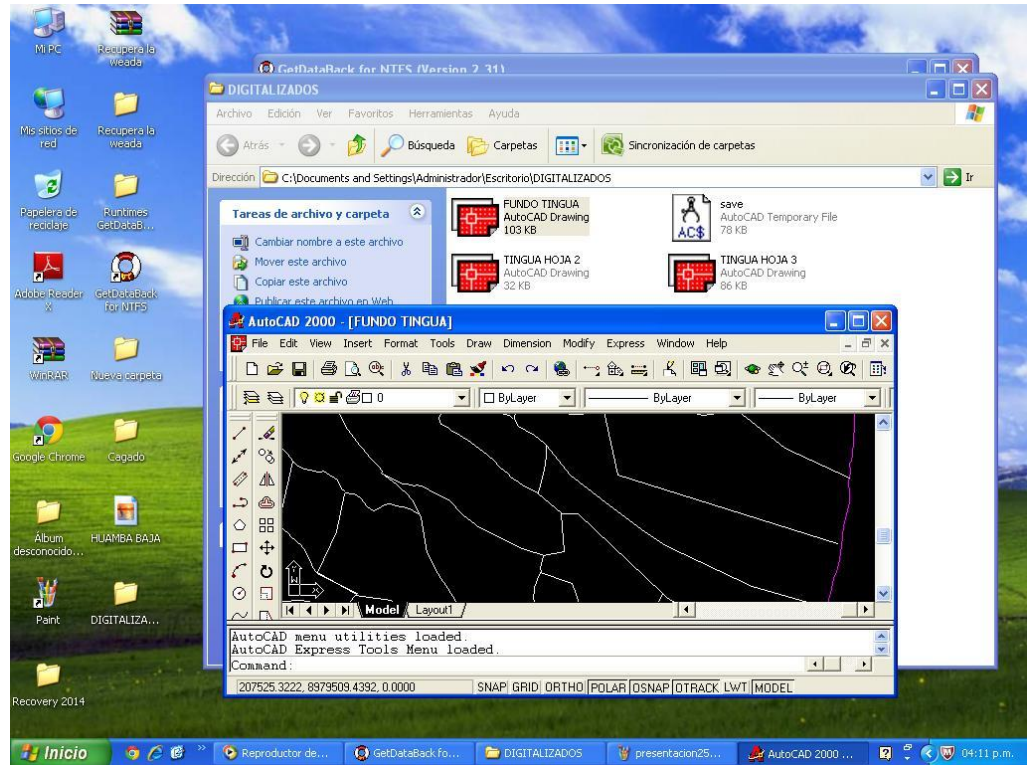 Mi PC
Recupera la weada
Mis sitios de red
Recupera la weada
Papelera de reciclaje
Runtimes GetDataB...
Adobe Reader X
GetDataBack for NTFS
WinRAR
Nueva carpeta
Google Chrome
Cagado
Álbum desconocido...
HUAMBA BAJA
Paint
DIGITALIZA...
Recovery 2014
GetDataBack for NTFS (Version 2.31)
DIGITALIZADOS
Archivo Edición Ver Favoritos Herramientas Ayuda
Atrás Búsqueda Carpetas Sincronización de carpetas
Dirección C:\Documents and Settings\Administrador\Escritorio\DIGITALIZADOS Ir
Tareas de archivo y carpeta
Cambiar nombre a este archivo
Mover este archivo
Copiar este archivo
Publicar este archivo en Web
FUNDO TINGUA
AutoCAD Drawing
103 KB
save
AutoCAD Temporary File
78 KB
AC$
TINGUA HOJA 2
AutoCAD Drawing
32 KB
TINGUA HOJA 3
AutoCAD Drawing
86 KB
AutoCAD 2000 - [FUNDO TINGUA]
File Edit View Insert Format Tools Draw Dimension Modify Express Window Help
0 ByLayer ByLayer ByLayer
W X
Model Layout1
AutoCAD menu utilities loaded.
AutoCAD Express Tools Menu loaded.
Command:
207525.3222, 8979509.4392, 0.0000 SNAP GRID ORTHO POLAR OSNAP OTRACK LWT MODEL
Inicio Reproductor de... GetDataBack fo... DIGITALIZADOS presentacion25... AutoCAD 2000 ... 04:11 p.m.